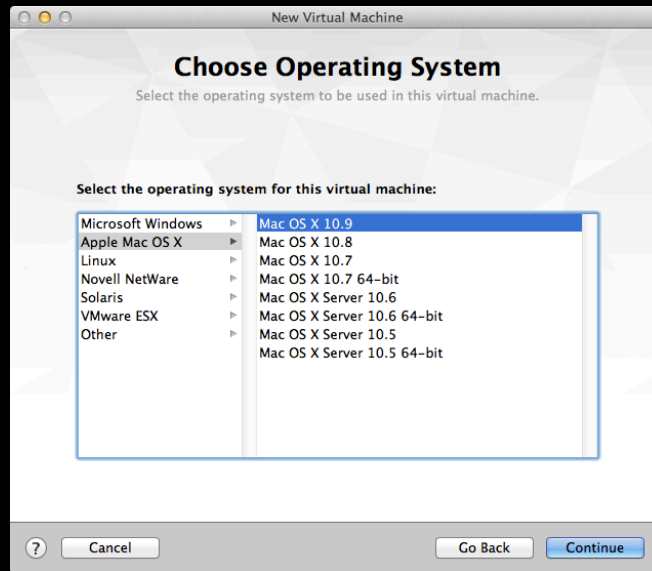 New Virtual Machine
Choose Operating System
Select the operating system to be used in this virtual machine.
Select the operating system for this virtual machine:
Microsoft Windows
Apple Mac OS X
Linux
Novell NetWare
Solaris
VMware ESX
Other
Mac OS X 10.9
Mac OS X 10.8
Mac OS X 10.7
Mac OS X 10.7 64-bit
Mac OS X Server 10.6
Mac OS X Server 10.6 64-bit
Mac OS X Server 10.5
Mac OS X Server 10.5 64-bit
? Cancel Go Back Continue